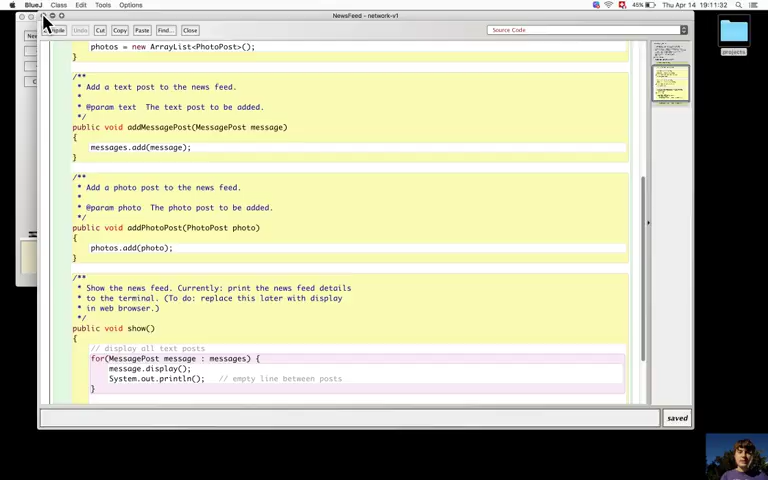 BlueJ Class Edit Tools Options 45% Thu Apr 14 19:11:32
NewsFeed - network-v1
Undo Cut Copy Paste Find... Close Source Code
projects
photos = new ArrayList<PhotoPost>();
}
/**
* Add a text post to the news feed.
*
* @param text The text post to be added.
*/
public void addMessagePost(MessagePost message)
{
messages.add(message);
}
/**
* Add a photo post to the news feed.
*
* @param photo The photo post to be added.
*/
public void addPhotoPost(PhotoPost photo)
{
photos.add(photo);
}
/**
* Show the news feed. Currently: print the news feed details
* to the terminal. (To do: replace this later with display
* in web browser.)
*/
public void show()
{
// display all text posts
for(MessagePost message : messages) {
message.display();
System.out.println(); // empty line between posts
}
saved